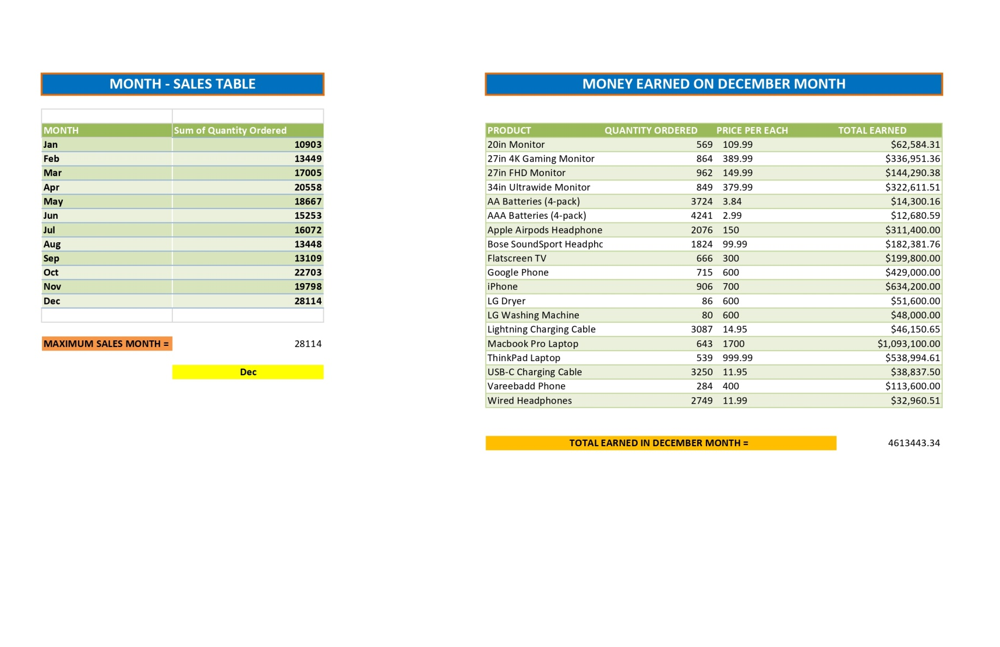 MONTH - SALES TABLE
MONTH Sum of Quantity Ordered
Jan 10903
Feb 13449
Mar 17005
Apr 20558
May 18667
Jun 15253
Jul 16072
Aug 13448
Sep 13109
Oct 22703
Nov 19798
Dec 28114
MAXIMUM SALES MONTH = 28114
Dec
MONEY EARNED ON DECEMBER MONTH
PRODUCT QUANTITY ORDERED PRICE PER EACH TOTAL EARNED
20in Monitor 569 109.99 $62,584.31
27in 4K Gaming Monitor 864 389.99 $336,951.36
27in FHD Monitor 962 149.99 $144,290.38
34in Ultrawide Monitor 849 379.99 $322,611.51
AA Batteries (4-pack) 3724 3.84 $14,300.16
AAA Batteries (4-pack) 4241 2.99 $12,680.59
Apple Airpods Headphone 2076 150 $311,400.00
Bose SoundSport Headphc 1824 99.99 $182,381.76
Flatscreen TV 666 300 $199,800.00
Google Phone 715 600 $429,000.00
iPhone 906 700 $634,200.00
LG Dryer 86 600 $51,600.00
LG Washing Machine 80 600 $48,000.00
Lightning Charging Cable 3087 14.95 $46,150.65
Macbook Pro Laptop 643 1700 $1,093,100.00
ThinkPad Laptop 539 999.99 $538,994.61
USB-C Charging Cable 3250 11.95 $38,837.50
Vareebadd Phone 284 400 $113,600.00
Wired Headphones 2749 11.99 $32,960.51
TOTAL EARNED IN DECEMBER MONTH = 4613443.34